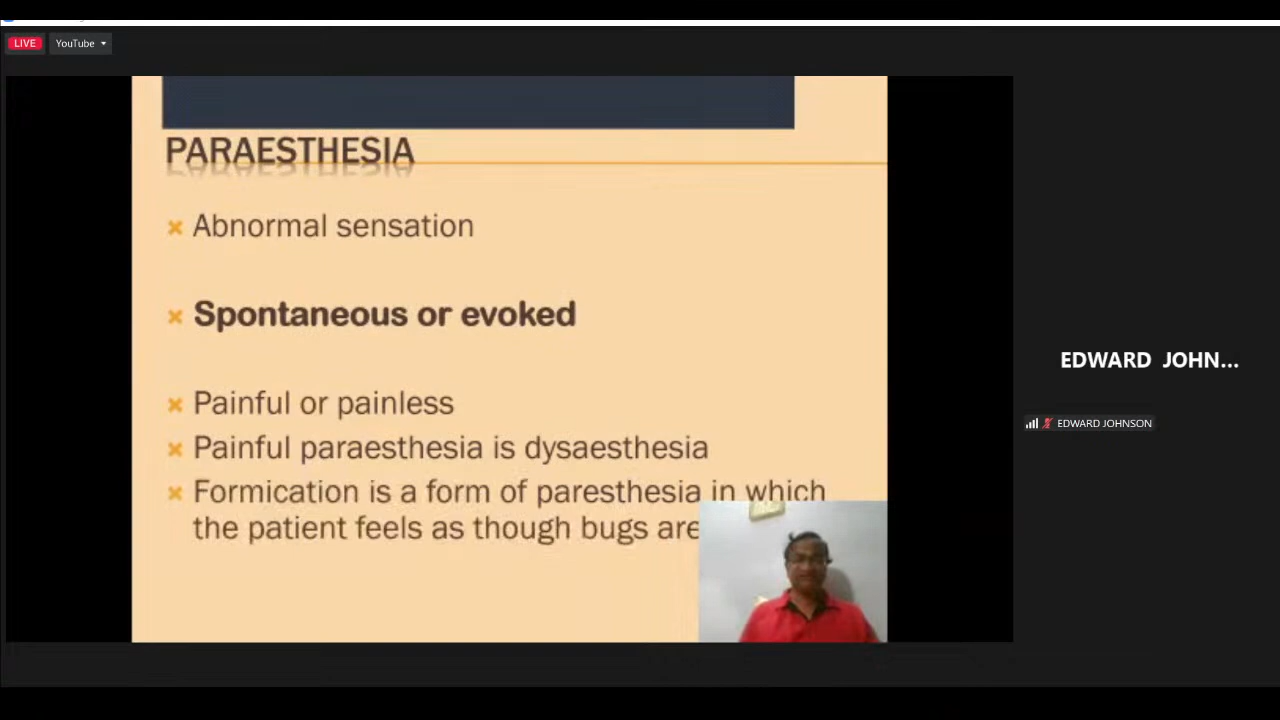 LIVE
YouTube
PARAESTHESIA
Abnormal sensation
Spontaneous or evoked
Painful or painless
Painful paraesthesia is dysaesthesia
Formication is a form of paresthesia in which
the patient feels as though bugs are
EDWARD JOHN...
EDWARD JOHNSON